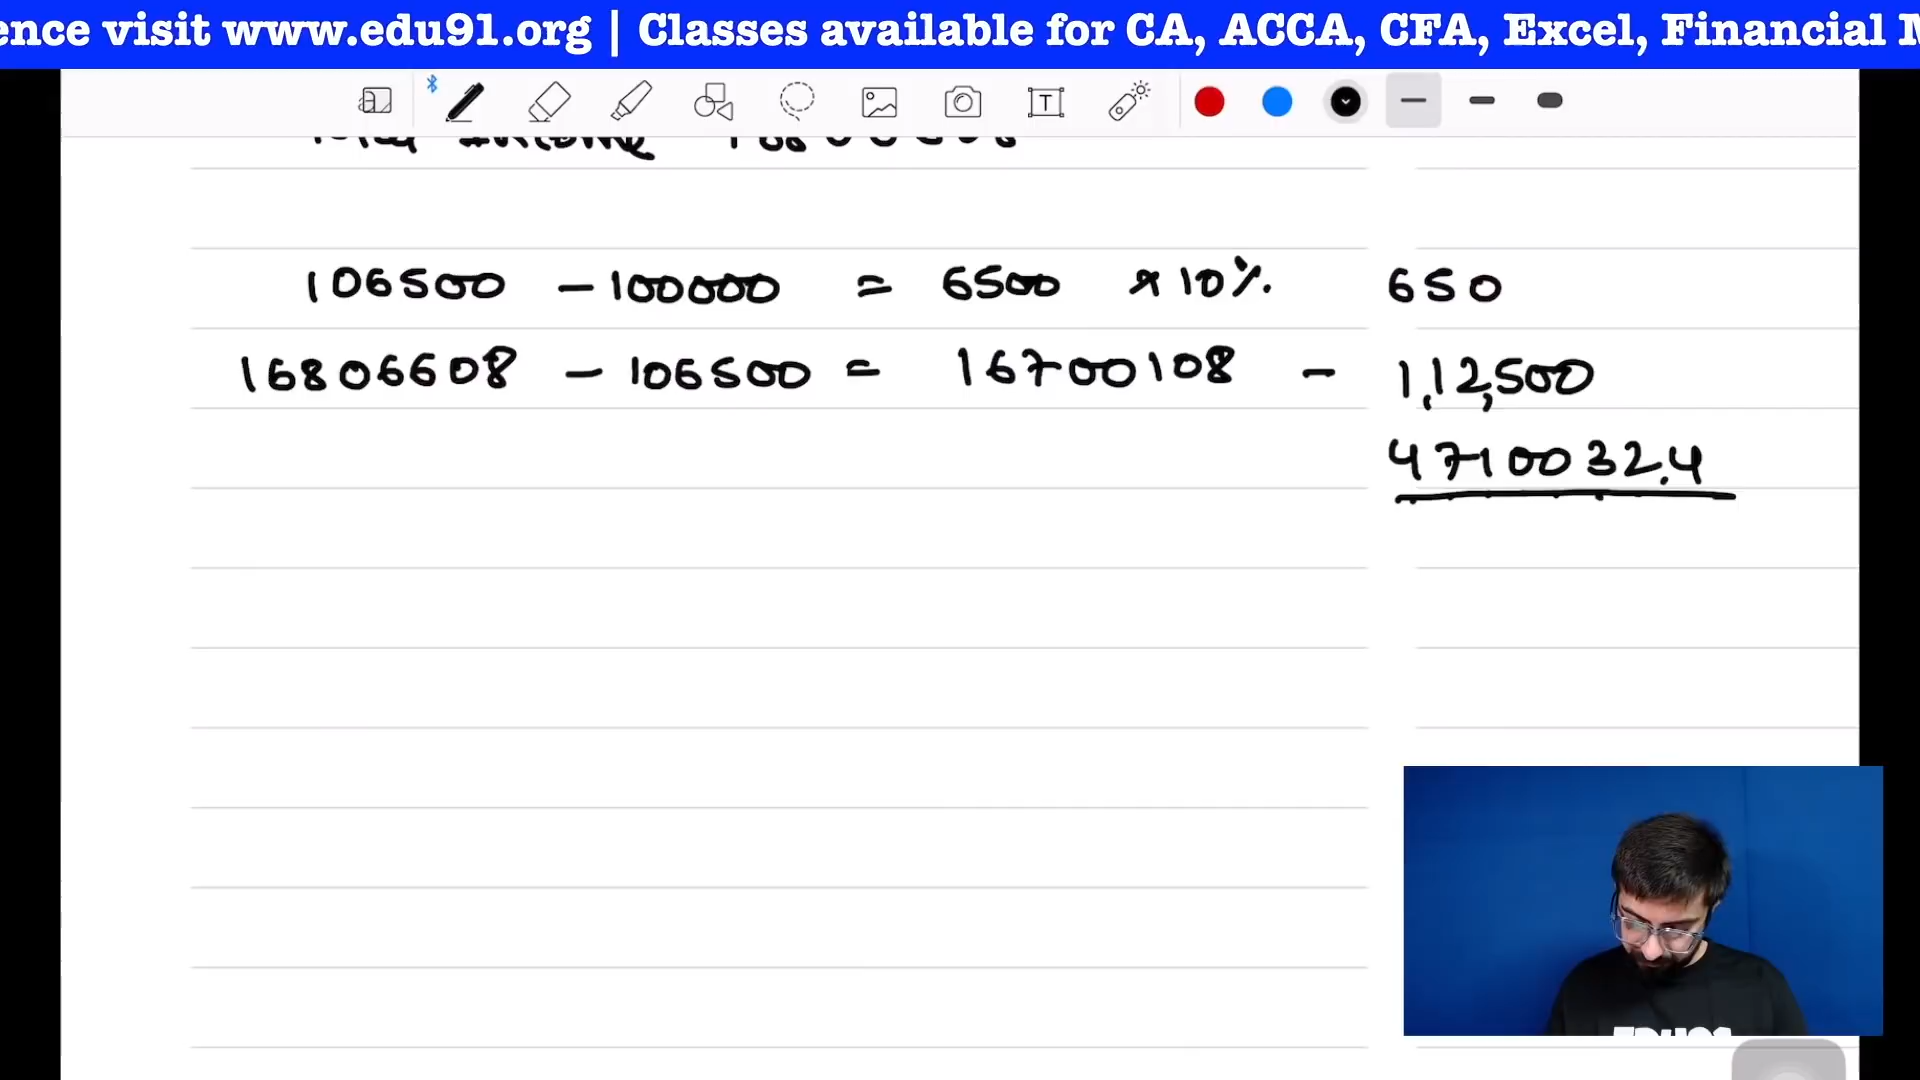 ence visit www.edu91.org | Classes available for CA, ACCA, CFA, Excel, Financial M
106500 - 100000 = 6500 × 10% 650
16806608 - 106500 = 16700108 - 1,12,500
4710032.4